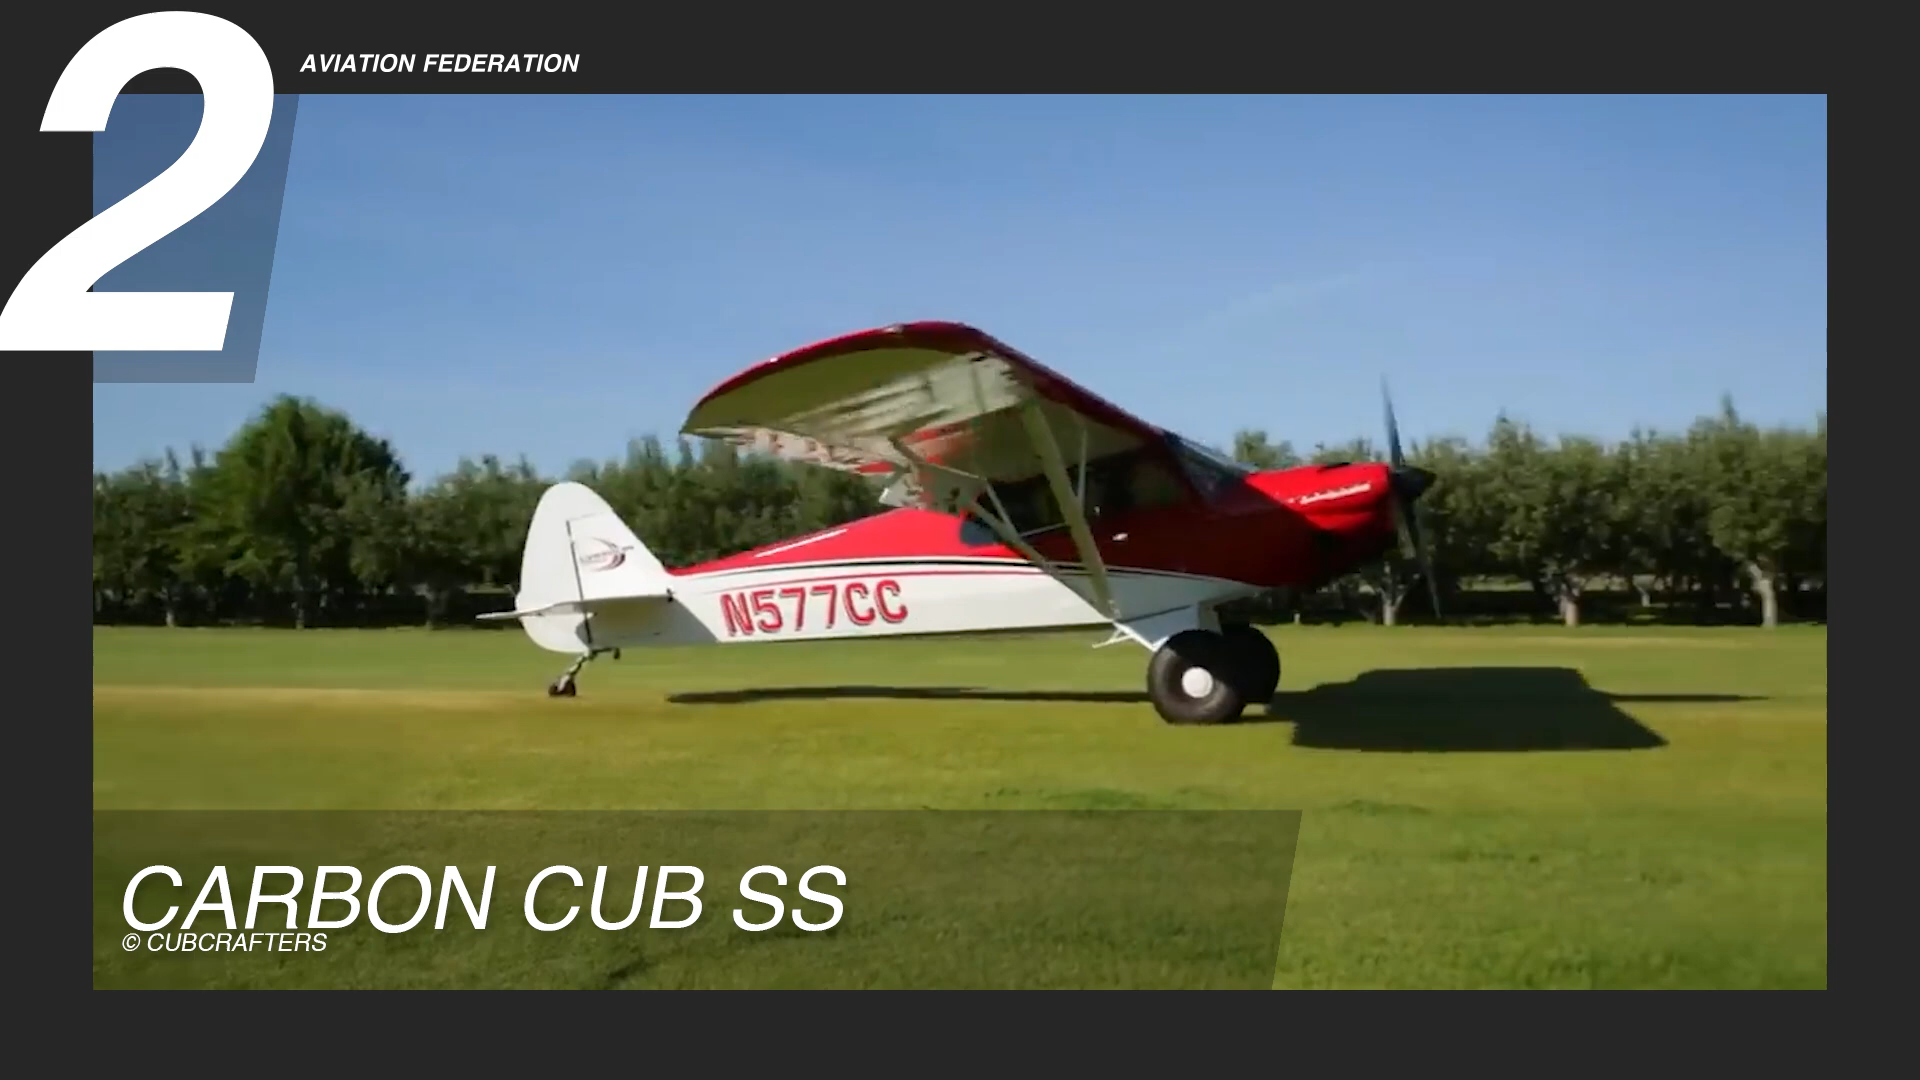 2
AVIATION FEDERATION
N577CC
CARBON CUB SS
© CUBCRAFTERS